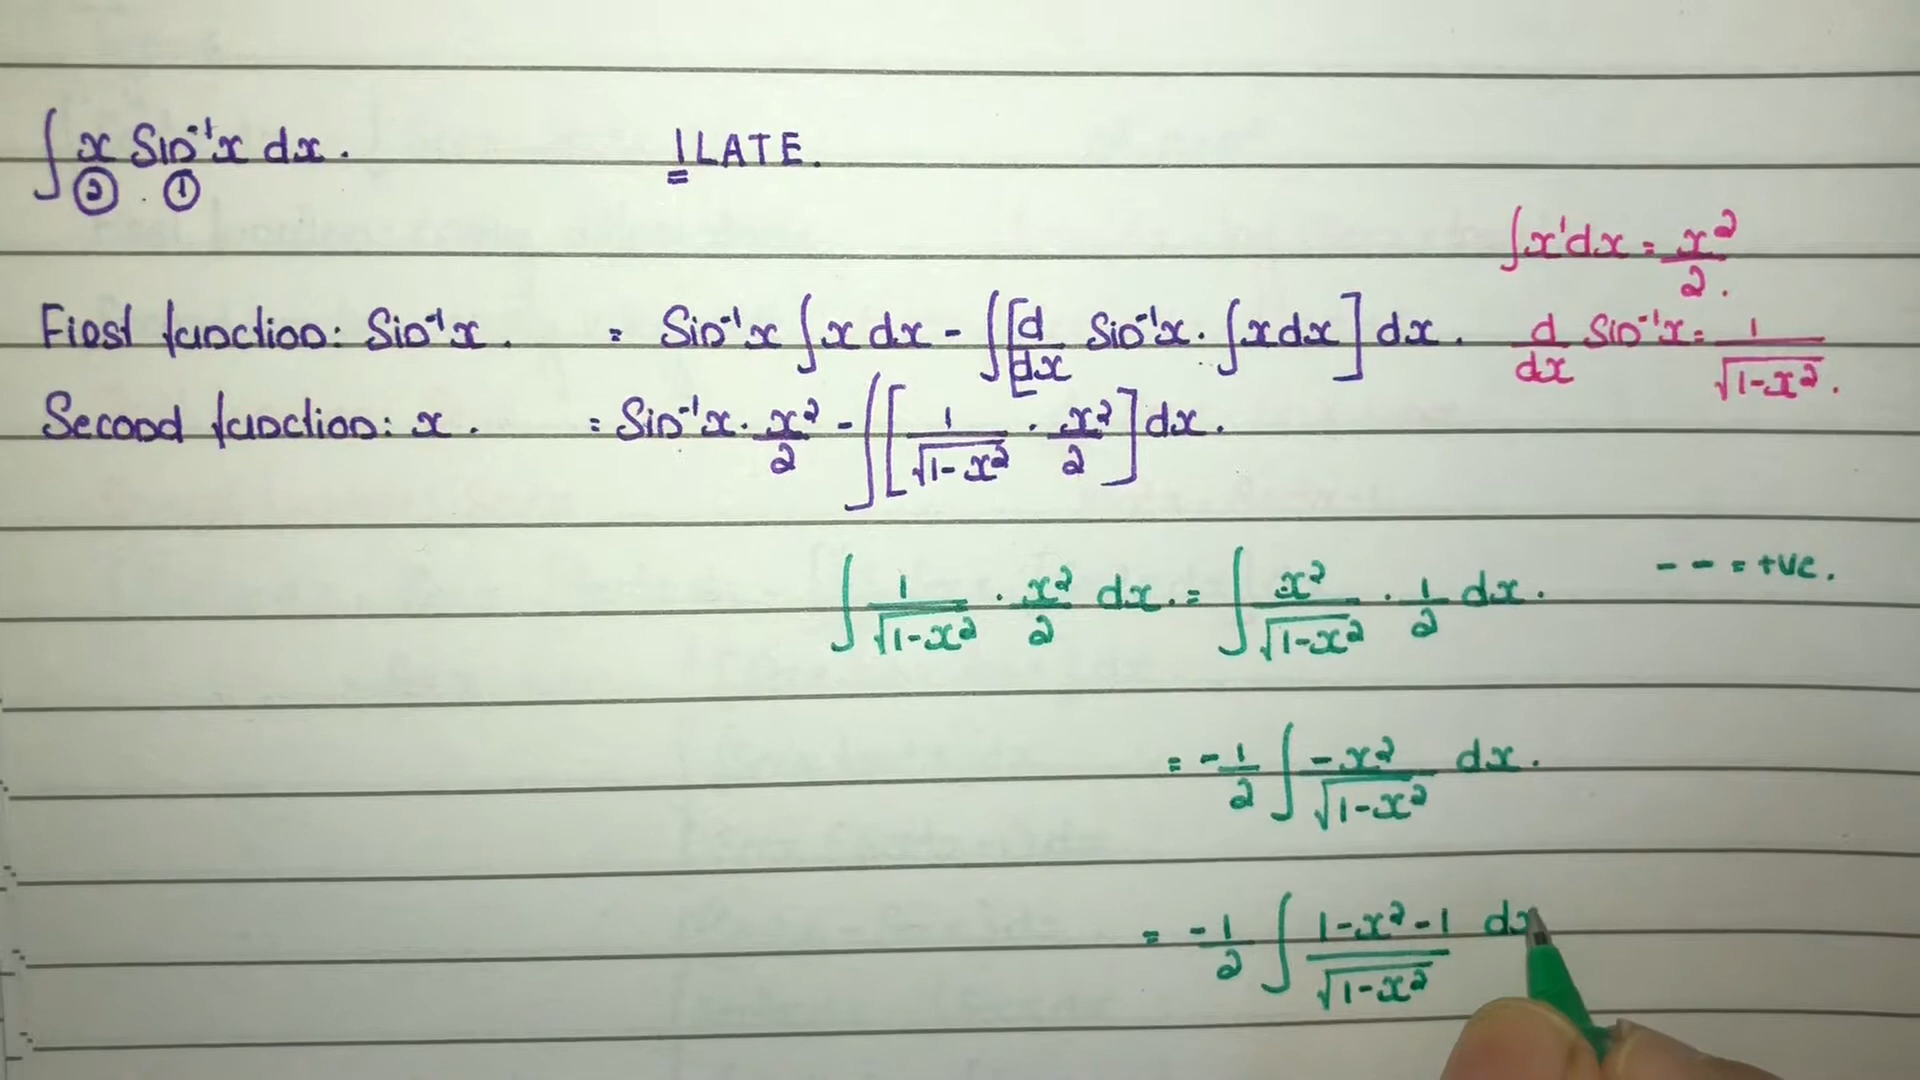 ∫ x Sin⁻¹x dx. ILATE.
② . ①
∫x¹dx = x²/2.
First function: Sin⁻¹x. = Sin⁻¹x ∫x dx - ∫[d/dx Sin⁻¹x . ∫xdx] dx. d/dx Sin⁻¹x = 1/√1-x².
Second function: x. = Sin⁻¹x . x²/2 - ∫[1/√1-x² . x²/2] dx.
∫ 1/√1-x² . x²/2 dx. = ∫ x²/√1-x² . 1/2 dx. - - = +ve.
= -1/2 ∫ -x²/√1-x² dx.
= -1/2 ∫ 1-x²-1/√1-x² dx